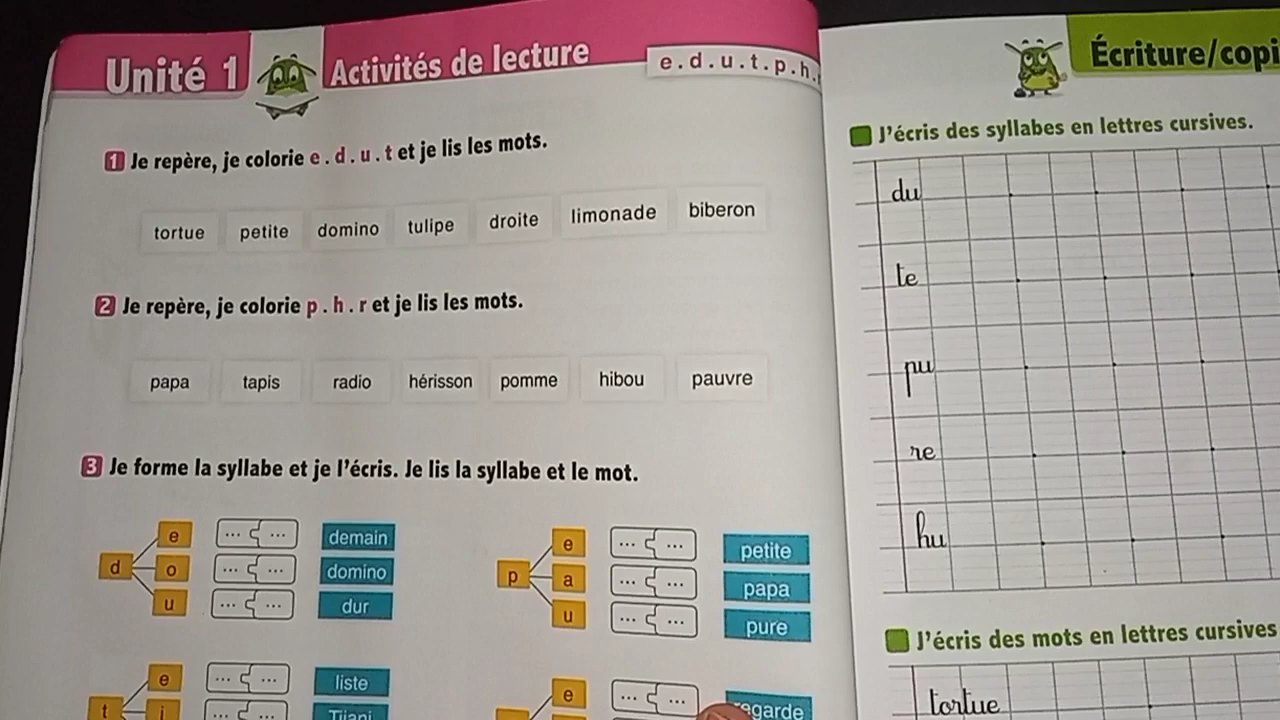 Unité 1
Activités de lecture
e . d . u . t . p . h .
1 Je repère, je colorie e . d . u . t et je lis les mots.
tortue petite domino tulipe droite limonade biberon
2 Je repère, je colorie p . h . r et je lis les mots.
papa tapis radio hérisson pomme hibou pauvre
3 Je forme la syllabe et je l'écris. Je lis la syllabe et le mot.
d
e ... ... demain
o ... ... domino
u ... ... dur
p
e ... ... petite
a ... ... papa
u ... ... pure
t
e ... ... liste
i ... ... Tijani
e ... ... egarde
Écriture/copi
J'écris des syllabes en lettres cursives.
du
te
pu
re
hu
J'écris des mots en lettres cursives
tortue